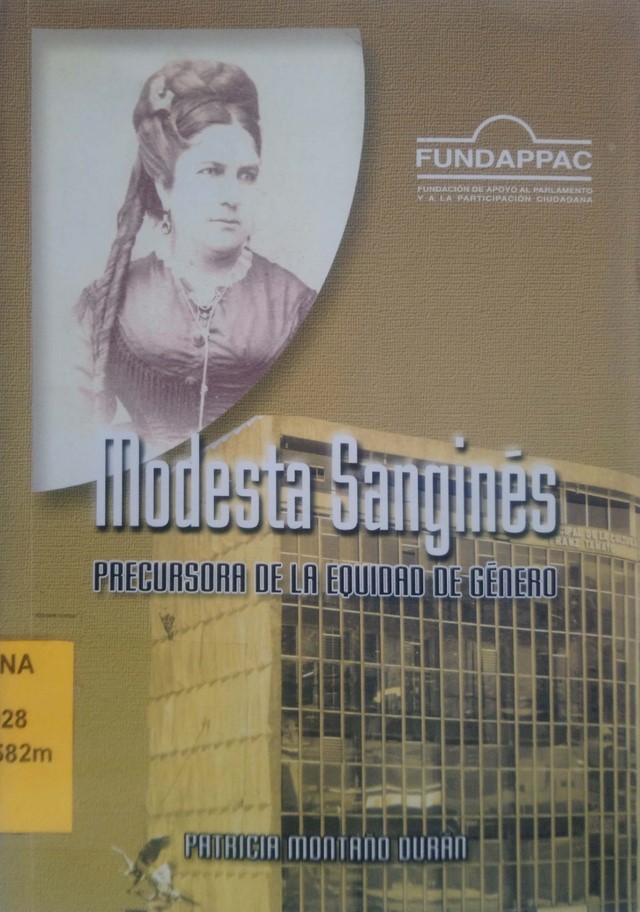 FUNDAPPAC
FUNDACIÓN DE APOYO AL PARLAMENTO
Y A LA PARTICIPACIÓN CIUDADANA
Modesta Sanginés
PRECURSORA DE LA EQUIDAD DE GÉNERO
NA
28
582m
PATRICIA MONTAÑO DURÁN